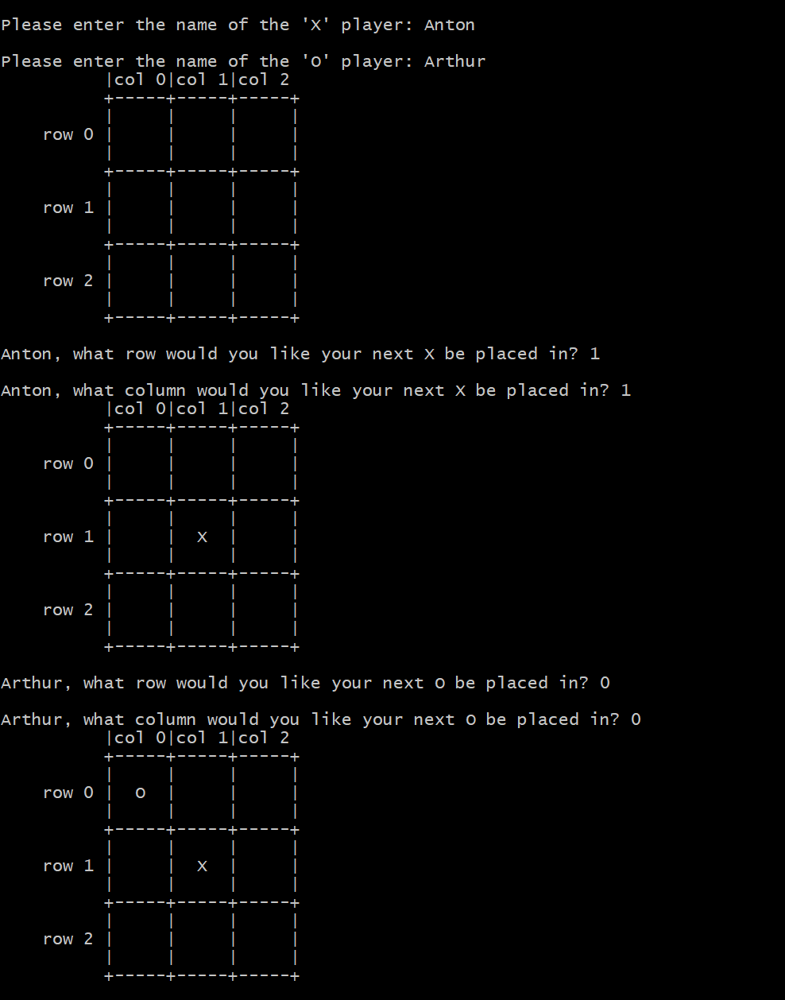 Please enter the name of the 'X' player: Anton
Please enter the name of the 'O' player: Arthur
          |col 0|col 1|col 2
          +-----+-----+-----+
          |     |     |     |
    row 0 |     |     |     |
          |     |     |     |
          +-----+-----+-----+
          |     |     |     |
    row 1 |     |     |     |
          |     |     |     |
          +-----+-----+-----+
          |     |     |     |
    row 2 |     |     |     |
          |     |     |     |
          +-----+-----+-----+
Anton, what row would you like your next X be placed in? 1
Anton, what column would you like your next X be placed in? 1
          |col 0|col 1|col 2
          +-----+-----+-----+
          |     |     |     |
    row 0 |     |     |     |
          |     |     |     |
          +-----+-----+-----+
          |     |     |     |
    row 1 |     |  X  |     |
          |     |     |     |
          +-----+-----+-----+
          |     |     |     |
    row 2 |     |     |     |
          |     |     |     |
          +-----+-----+-----+
Arthur, what row would you like your next O be placed in? 0
Arthur, what column would you like your next O be placed in? 0
          |col 0|col 1|col 2
          +-----+-----+-----+
          |     |     |     |
    row 0 |  O  |     |     |
          |     |     |     |
          +-----+-----+-----+
          |     |     |     |
    row 1 |     |  X  |     |
          |     |     |     |
          +-----+-----+-----+
          |     |     |     |
    row 2 |     |     |     |
          |     |     |     |
          +-----+-----+-----+